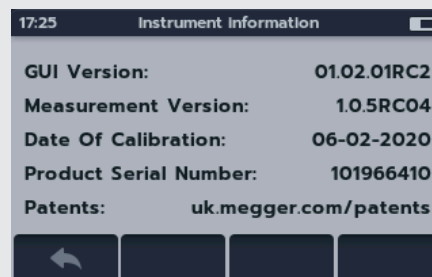 17:25 Instrument Information
GUI Version: 01.02.01RC2
Measurement Version: 1.0.5RC04
Date Of Calibration: 06-02-2020
Product Serial Number: 101966410
Patents: uk.megger.com/patents